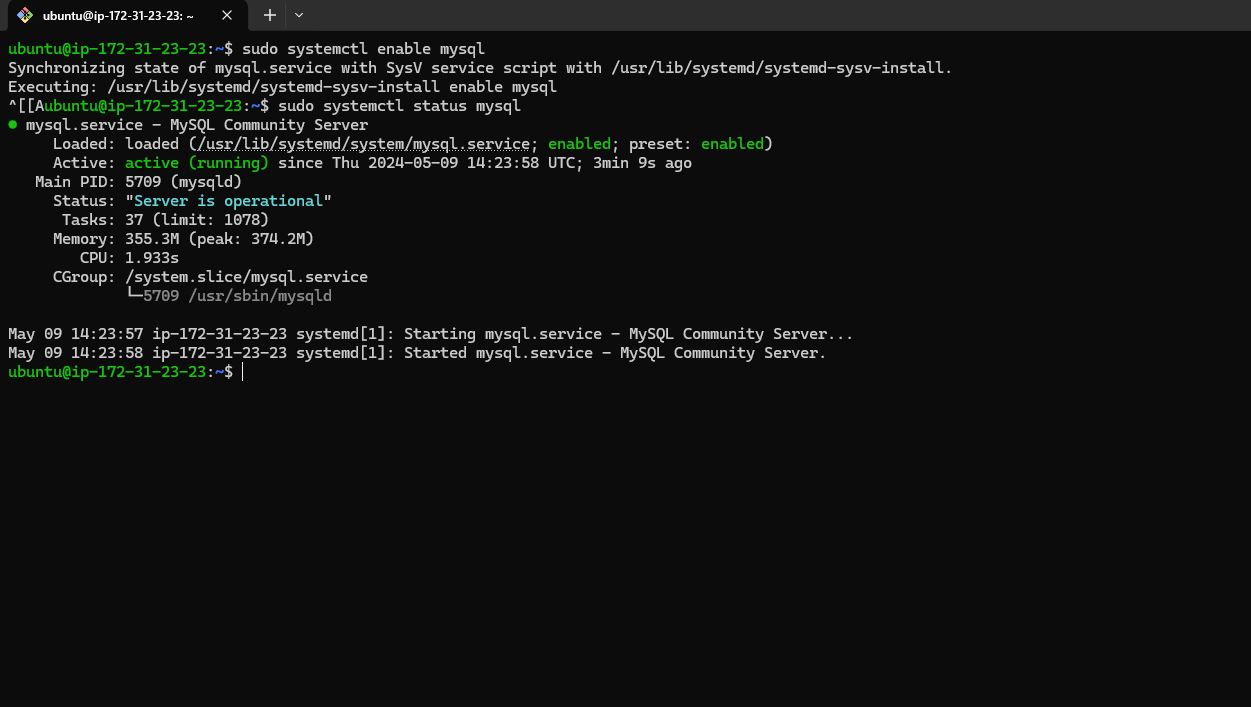 ubuntu@ip-172-31-23-23: ~
ubuntu@ip-172-31-23-23:~$ sudo systemctl enable mysql
Synchronizing state of mysql.service with SysV service script with /usr/lib/systemd/systemd-sysv-install.
Executing: /usr/lib/systemd/systemd-sysv-install enable mysql
^[[Aubuntu@ip-172-31-23-23:~$ sudo systemctl status mysql
● mysql.service - MySQL Community Server
     Loaded: loaded (/usr/lib/systemd/system/mysql.service; enabled; preset: enabled)
     Active: active (running) since Thu 2024-05-09 14:23:58 UTC; 3min 9s ago
   Main PID: 5709 (mysqld)
     Status: "Server is operational"
      Tasks: 37 (limit: 1078)
     Memory: 355.3M (peak: 374.2M)
        CPU: 1.933s
     CGroup: /system.slice/mysql.service
             └─5709 /usr/sbin/mysqld
May 09 14:23:57 ip-172-31-23-23 systemd[1]: Starting mysql.service - MySQL Community Server...
May 09 14:23:58 ip-172-31-23-23 systemd[1]: Started mysql.service - MySQL Community Server.
ubuntu@ip-172-31-23-23:~$